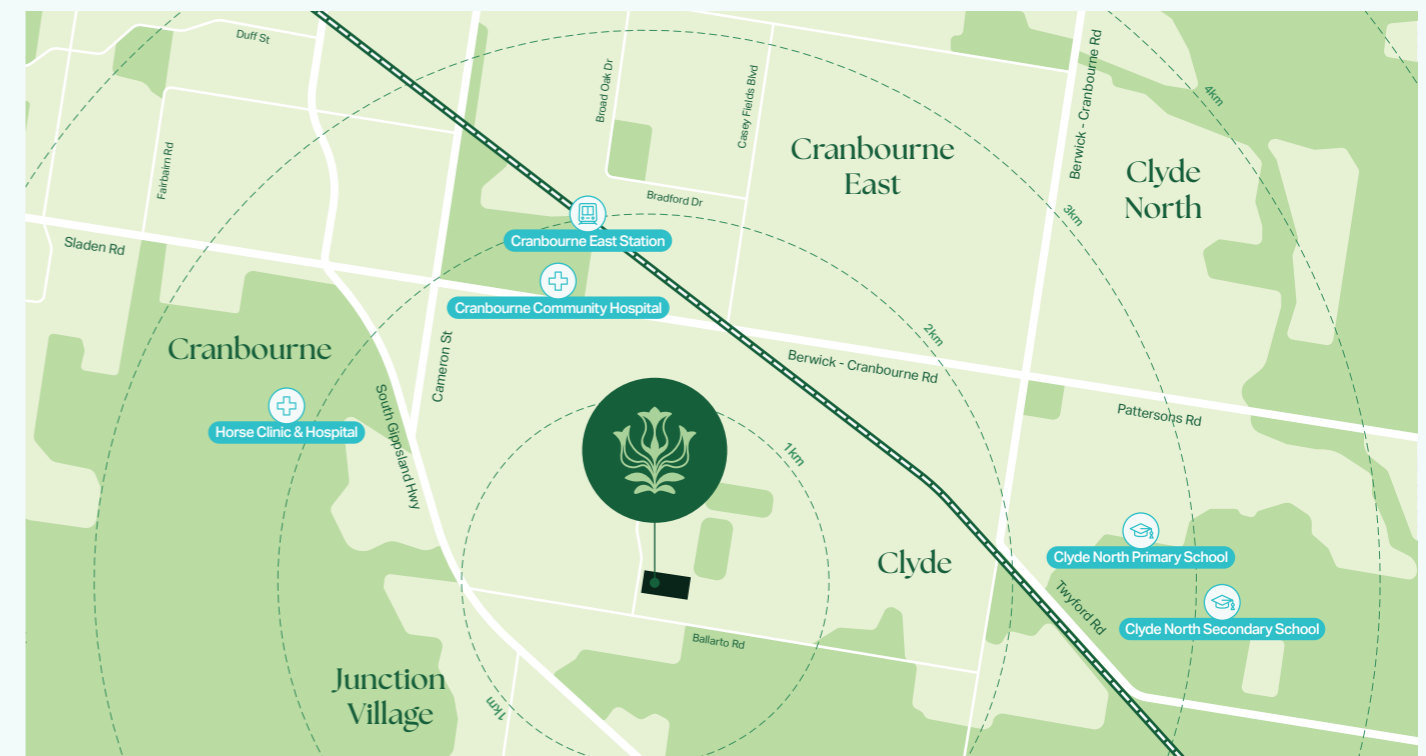 Duff St
Broad Oak Dr
Casey Fields Blvd
Berwick - Cranbourne Rd
4km
Cranbourne
East
Clyde
North
Fairbairn Rd
Bradford Dr
3km
Sladen Rd
Cranbourne East Station
Cranbourne Community Hospital
2km
Cranbourne
Cameron St
Berwick - Cranbourne Rd
South Gippsland Hwy
Pattersons Rd
Horse Clinic & Hospital
1km
Clyde
Clyde North Primary School
Twyford Rd
Clyde North Secondary School
Ballarto Rd
Junction
Village
1km